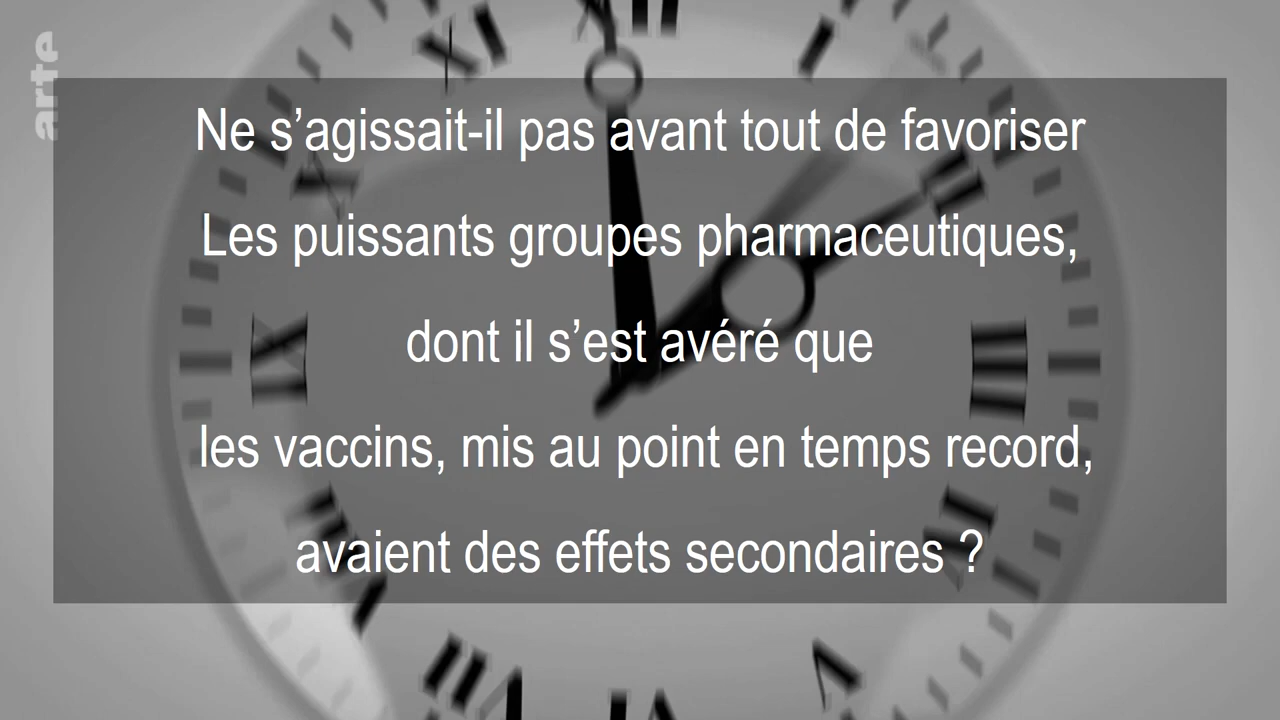 arte
Ne s’agissait-il pas avant tout de favoriser
Les puissants groupes pharmaceutiques,
dont il s’est avéré que
les vaccins, mis au point en temps record,
avaient des effets secondaires ?